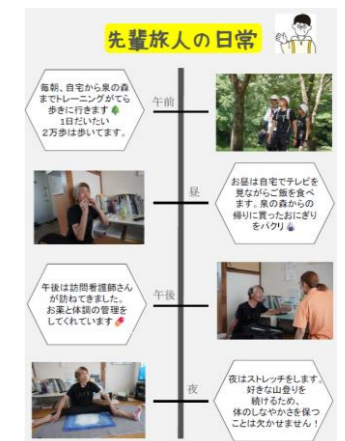 先輩旅人の日常
毎朝、自宅から泉の森
までトレーニングがてら
歩きに行きます🌲
1日だいたい
2万歩は歩いてます。
午前
昼
お昼は自宅でテレビを
見ながらご飯を食べ
ます。泉の森からの
帰りに買ったおにぎり
をパクリ🍙
午後は訪問看護師さん
が訪ねてきました。
お薬と体調の管理を
してくれています💊
午後
夜
夜はストレッチをします。
好きな山登りを
続けるため、
体のしなやかさを保つ
ことは欠かせません！